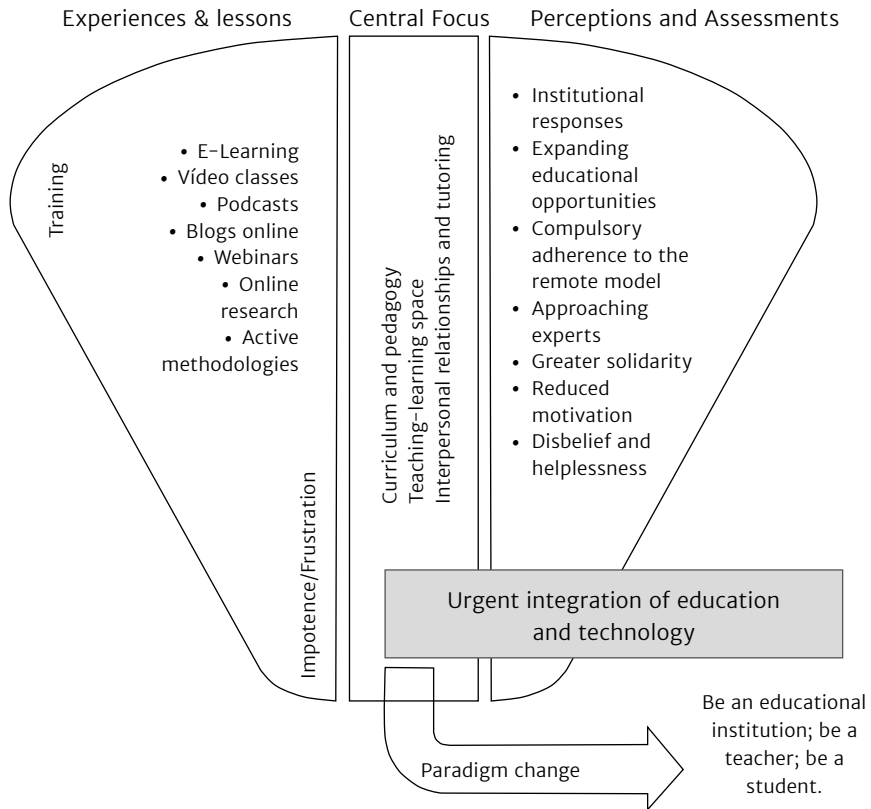 Experiences & lessons
Central Focus
Perceptions and Assessments
Training
• E-Learning
• Vídeo classes
• Podcasts
• Blogs online
• Webinars
• Online
research
• Active
methodologies
Impotence/Frustration
Curriculum and pedagogy
Teaching-learning space
Interpersonal relationships and tutoring
• Institutional
responses
• Expanding
educational
opportunities
• Compulsory
adherence to the
remote model
• Approaching
experts
• Greater solidarity
• Reduced
motivation
• Disbelief and
helplessness
Urgent integration of education
and technology
Paradigm change
Be an educational
institution; be a
teacher; be a
student.